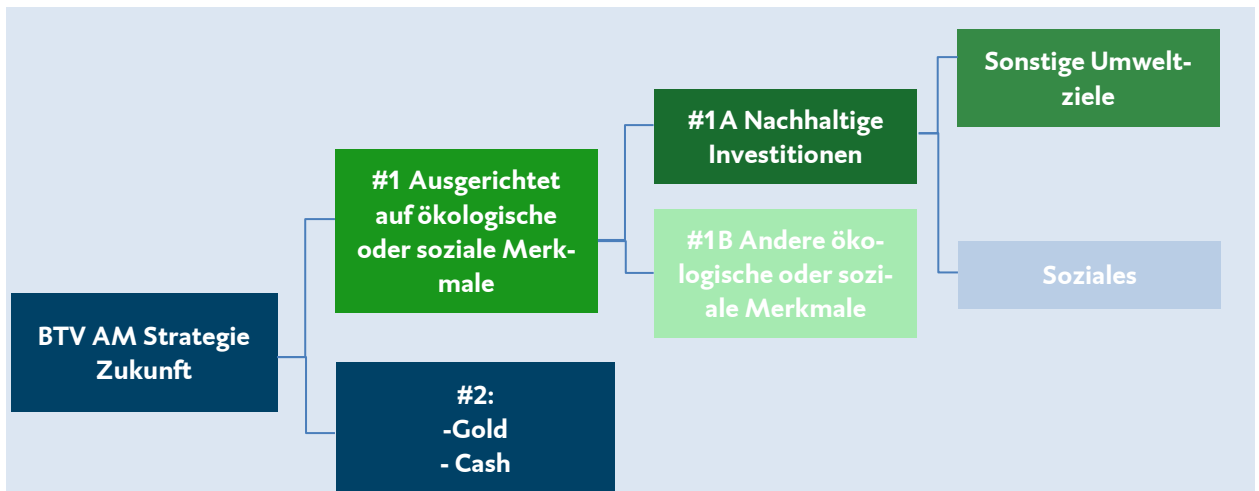 BTV AM Strategie
Zukunft
#1 Ausgerichtet
auf ökologische
oder soziale Merk-
male
#2:
-Gold
- Cash
#1A Nachhaltige
Investitionen
#1B Andere öko-
logische oder sozi-
ale Merkmale
Sonstige Umwelt-
ziele
Soziales